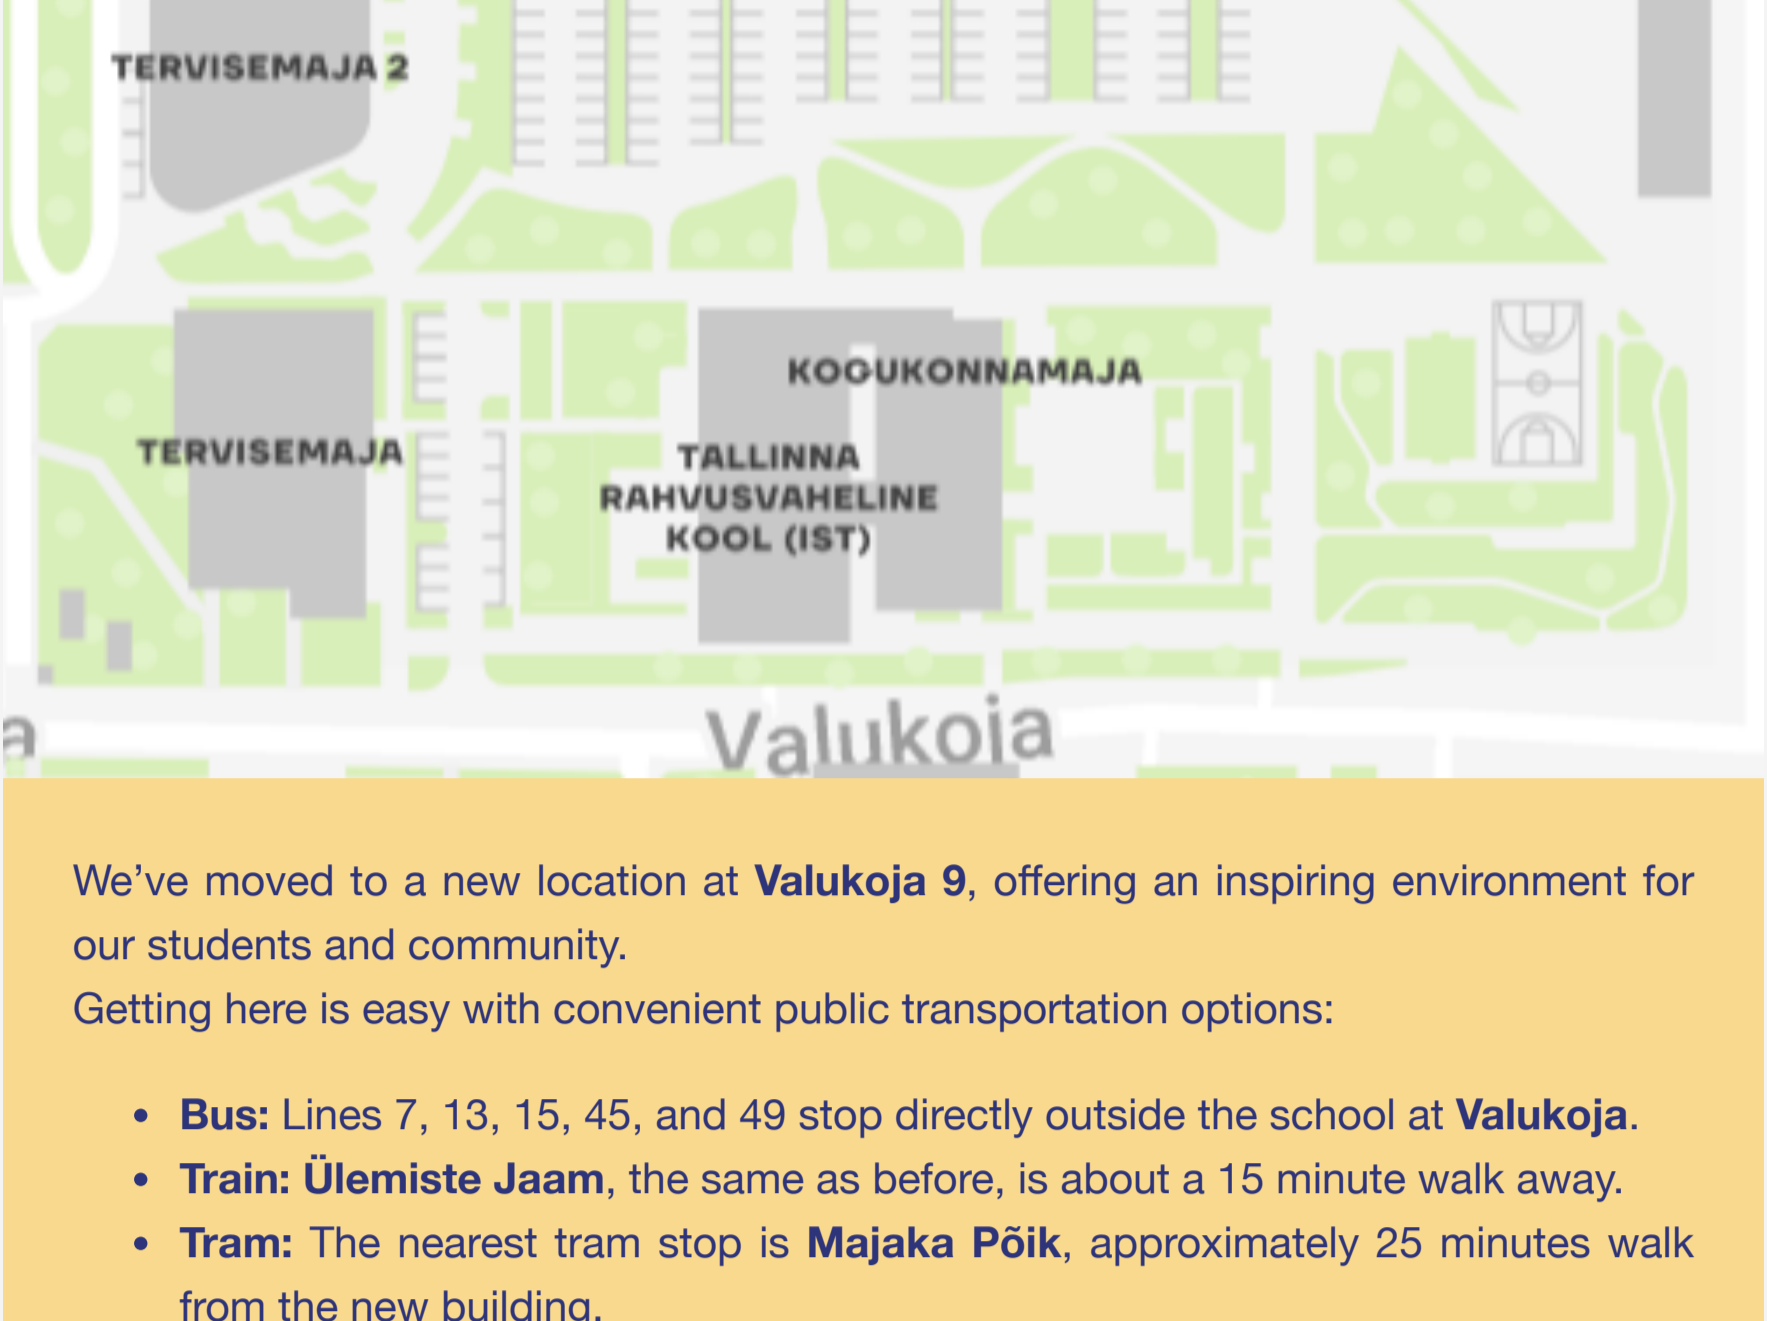 TERVISEMAJA 2
KOGUKONNAMAJA
TERVISEMAJA
TALLINNA
RAHVUSVAHELINE
KOOL (IST)
a
Valukoja
We’ve moved to a new location at Valukoja 9, offering an inspiring environment for
our students and community.
Getting here is easy with convenient public transportation options:
• Bus: Lines 7, 13, 15, 45, and 49 stop directly outside the school at Valukoja.
• Train: Ülemiste Jaam, the same as before, is about a 15 minute walk away.
• Tram: The nearest tram stop is Majaka Põik, approximately 25 minutes walk
from the new building.